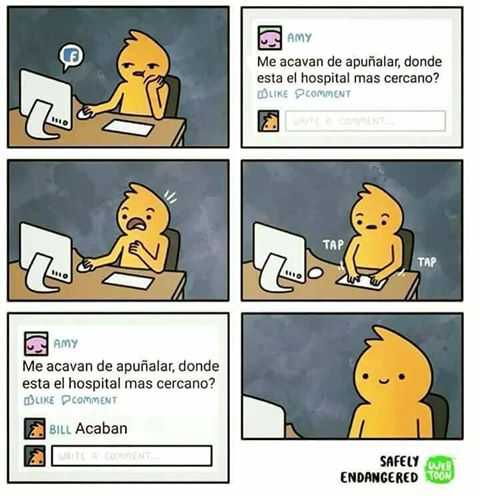 f
AMY
Me acavan de apuñalar, donde
esta el hospital mas cercano?
LIKE COMMENT
WRITE A COMMENT...
TAP
TAP
AMY
Me acavan de apuñalar, donde
esta el hospital mas cercano?
LIKE COMMENT
BILL Acaban
WRITE A COMMENT...
SAFELY
ENDANGERED
WEB
TOON